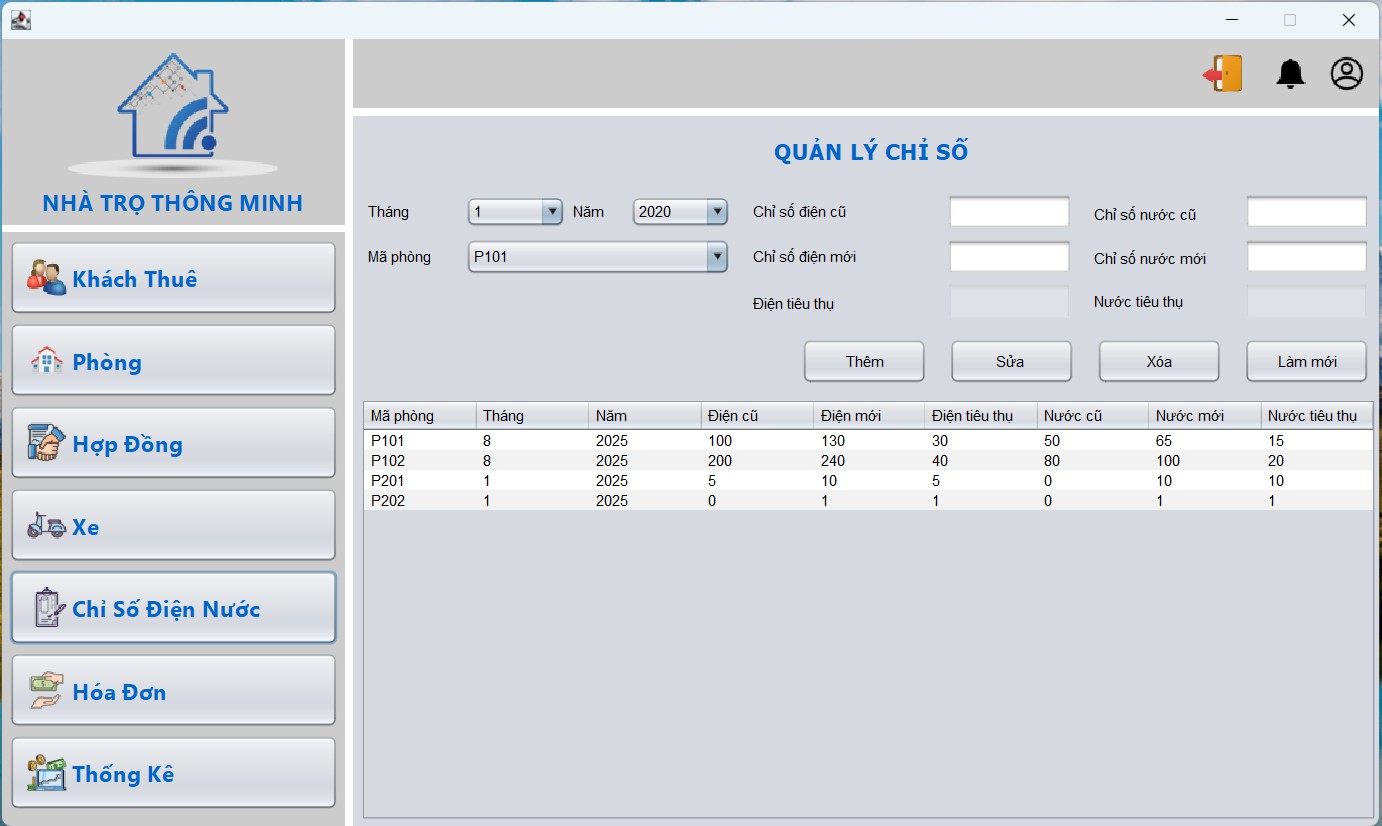 NHÀ TRỌ THÔNG MINH
Khách Thuê
Phòng
Hợp Đồng
Xe
Chỉ Số Điện Nước
Hóa Đơn
Thống Kê
QUẢN LÝ CHỈ SỐ
Tháng 1 Năm 2020 Chỉ số điện cũ Chỉ số nước cũ
Mã phòng P101 Chỉ số điện mới Chỉ số nước mới
Điện tiêu thụ Nước tiêu thụ
Thêm Sửa Xóa Làm mới
Mã phòng Tháng Năm Điện cũ Điện mới Điện tiêu thụ Nước cũ Nước mới Nước tiêu thụ
P101 8 2025 100 130 30 50 65 15
P102 8 2025 200 240 40 80 100 20
P201 1 2025 5 10 5 0 10 10
P202 1 2025 0 1 1 0 1 1